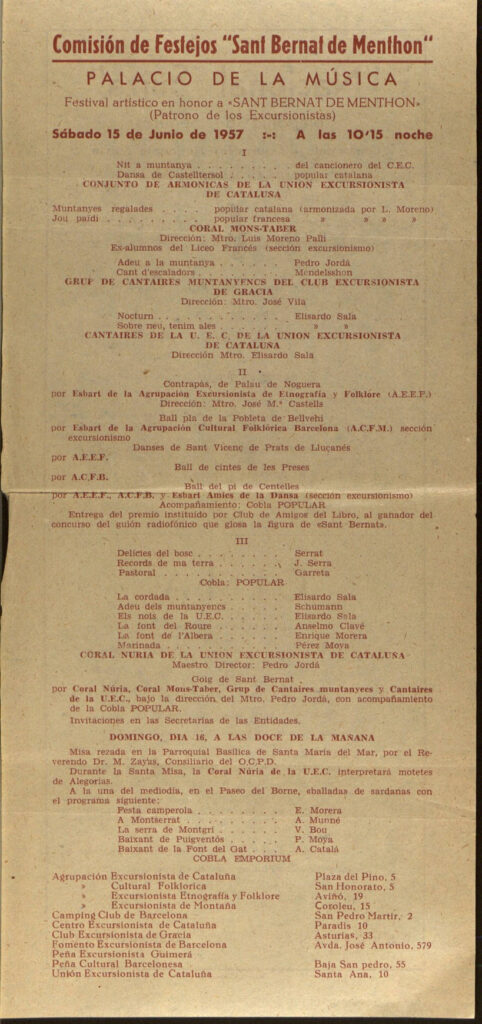 Comisión de Festejos "Sant Bernat de Menthon"
PALACIO DE LA MÚSICA
Festival artístico en honor a «SANT BERNAT DE MENTHON»
(Patrono de los Excursionistas)
Sábado 15 de Junio de 1957 :-: A las 10'15 noche
I
Nit a muntanya . . . . . . . . del cancionero del C.E.C.
Dansa de Castelltersol . . . . . popular catalana
CONJUNTO DE ARMONICAS DE LA UNION EXCURSIONISTA
DE CATALUÑA
Muntanyes regalades . . . . popular catalana (armonizada por L. Moreno)
Jou paidi . . . . . . . . . popular francesa » » » »
CORAL MONS-TABER
Dirección: Mtro. Luis Moreno Palli
Ex-alumnos del Liceo Francés (sección excursionismo)
Adeu a la muntanya . . . . . . Pedro Jordá
Cant d'escaladors . . . . . . . Mendelsshon
GRUP DE CANTAIRES MUNTANYENCS DEL CLUB EXCURSIONISTA
DE GRACIA
Dirección: Mtro. José Vila
Nocturn . . . . . . . . . . Elisardo Sala
Sobre neu, tenim ales . . . . . . » »
CANTAIRES DE LA U. E. C. DE LA UNION EXCURSIONISTA
DE CATALUÑA
Dirección Mtro. Elisardo Sala
II
Contrapás, de Palau de Noguera
por Esbart de la Agrupación Excursionista de Etnografía y Folklore (A.E.E.F.)
Dirección: Mtro. José M.ª Castells
Ball pla de la Pobleta de Bellvehi
por Esbart de la Agrupación Cultural Folklórica Barcelona (A.C.F.M.) sección
excursionismo
Danses de Sant Vicenç de Prats de Lluçanés
por A.E.E.F.
Ball de cintes de les Preses
por A.C.F.B.
Ball del pi de Centelles
por A.E.E.F., A.C.F.B. y Esbart Amics de la Dansa (sección excursionismo)
Acompañamiento: Cobla POPULAR
Entrega del premio instituído por Club de Amigos del Libro, al ganador del
concurso del guión radiofónico que glosa la figura de «Sant Bernat».
III
Delicies del bosc . . . . . . . . Serrat
Records de ma terra . . . . . . . J. Serra
Pastoral . . . . . . . . . . . Garreta
Cobla: POPULAR
La cordada . . . . . . . . Elisardo Sala
Adeu dels muntanyencs . . . . . Schumann
Els nois de la U.E.C. . . . . . . Elisardo Sala
La font del Roure . . . . . . . Anselmo Clavé
La font de l'Albera . . . . . . . Enrique Morera
Marinada . . . . . . . . . . Pérez Moya
CORAL NURIA DE LA UNION EXCURSIONISTA DE CATALUÑA
Maestro Director: Pedro Jordá
Goig de Sant Bernat
por Coral Núria, Coral Mons-Taber, Grup de Cantaires muntanyecs y Cantaires
de la U.E.C., bajo la dirección del Mtro. Pedro Jordá, con acompañamiento
de la Cobla POPULAR.
Invitaciones en las Secretarias de las Entidades.
DOMINGO, DIA 16, A LAS DOCE DE LA MAÑANA
Misa rezada en la Parroquial Basílica de Santa María del Mar, por el Re-
verendo Dr. M. Zayas, Consiliario del O.C.P.D.
Durante la Santa Misa, la Coral Núria de la U.E.C. interpretará motetes
de Alegorías.
A la una del mediodía, en el Paseo del Borne, «balladas de sardanas con
el programa siguiente:
Festa camperola . . . . . . . . E. Morera
A Montserrat . . . . . . . . . A. Munné
La serra de Montgri . . . . . . . V. Bou
Baixant de Puigventós . . . . . . P. Moya
Baixant de la Font del Gat . . . . A. Catalá
COBLA EMPORIUM
Agrupación Excursionista de Cataluña Plaza del Pino, 5
» Cultural Folklórica San Honorato, 5
» Excursionista Etnografía y Folklore Aviñó, 19
» Excursionista de Montaña Coroleu, 15
Camping Club de Barcelona San Pedro Martir, 2
Centro Excursionista de Cataluña Paradis 10
Club Excursionista de Gracia Asturias, 33
Fomento Excursionista de Barcelona Avda. José Antonio, 579
Peña Excursionista Guimerá
Peña Cultural Barcelonesa Baja San pedro, 55
Unión Excursionista de Cataluña Santa Ana, 10